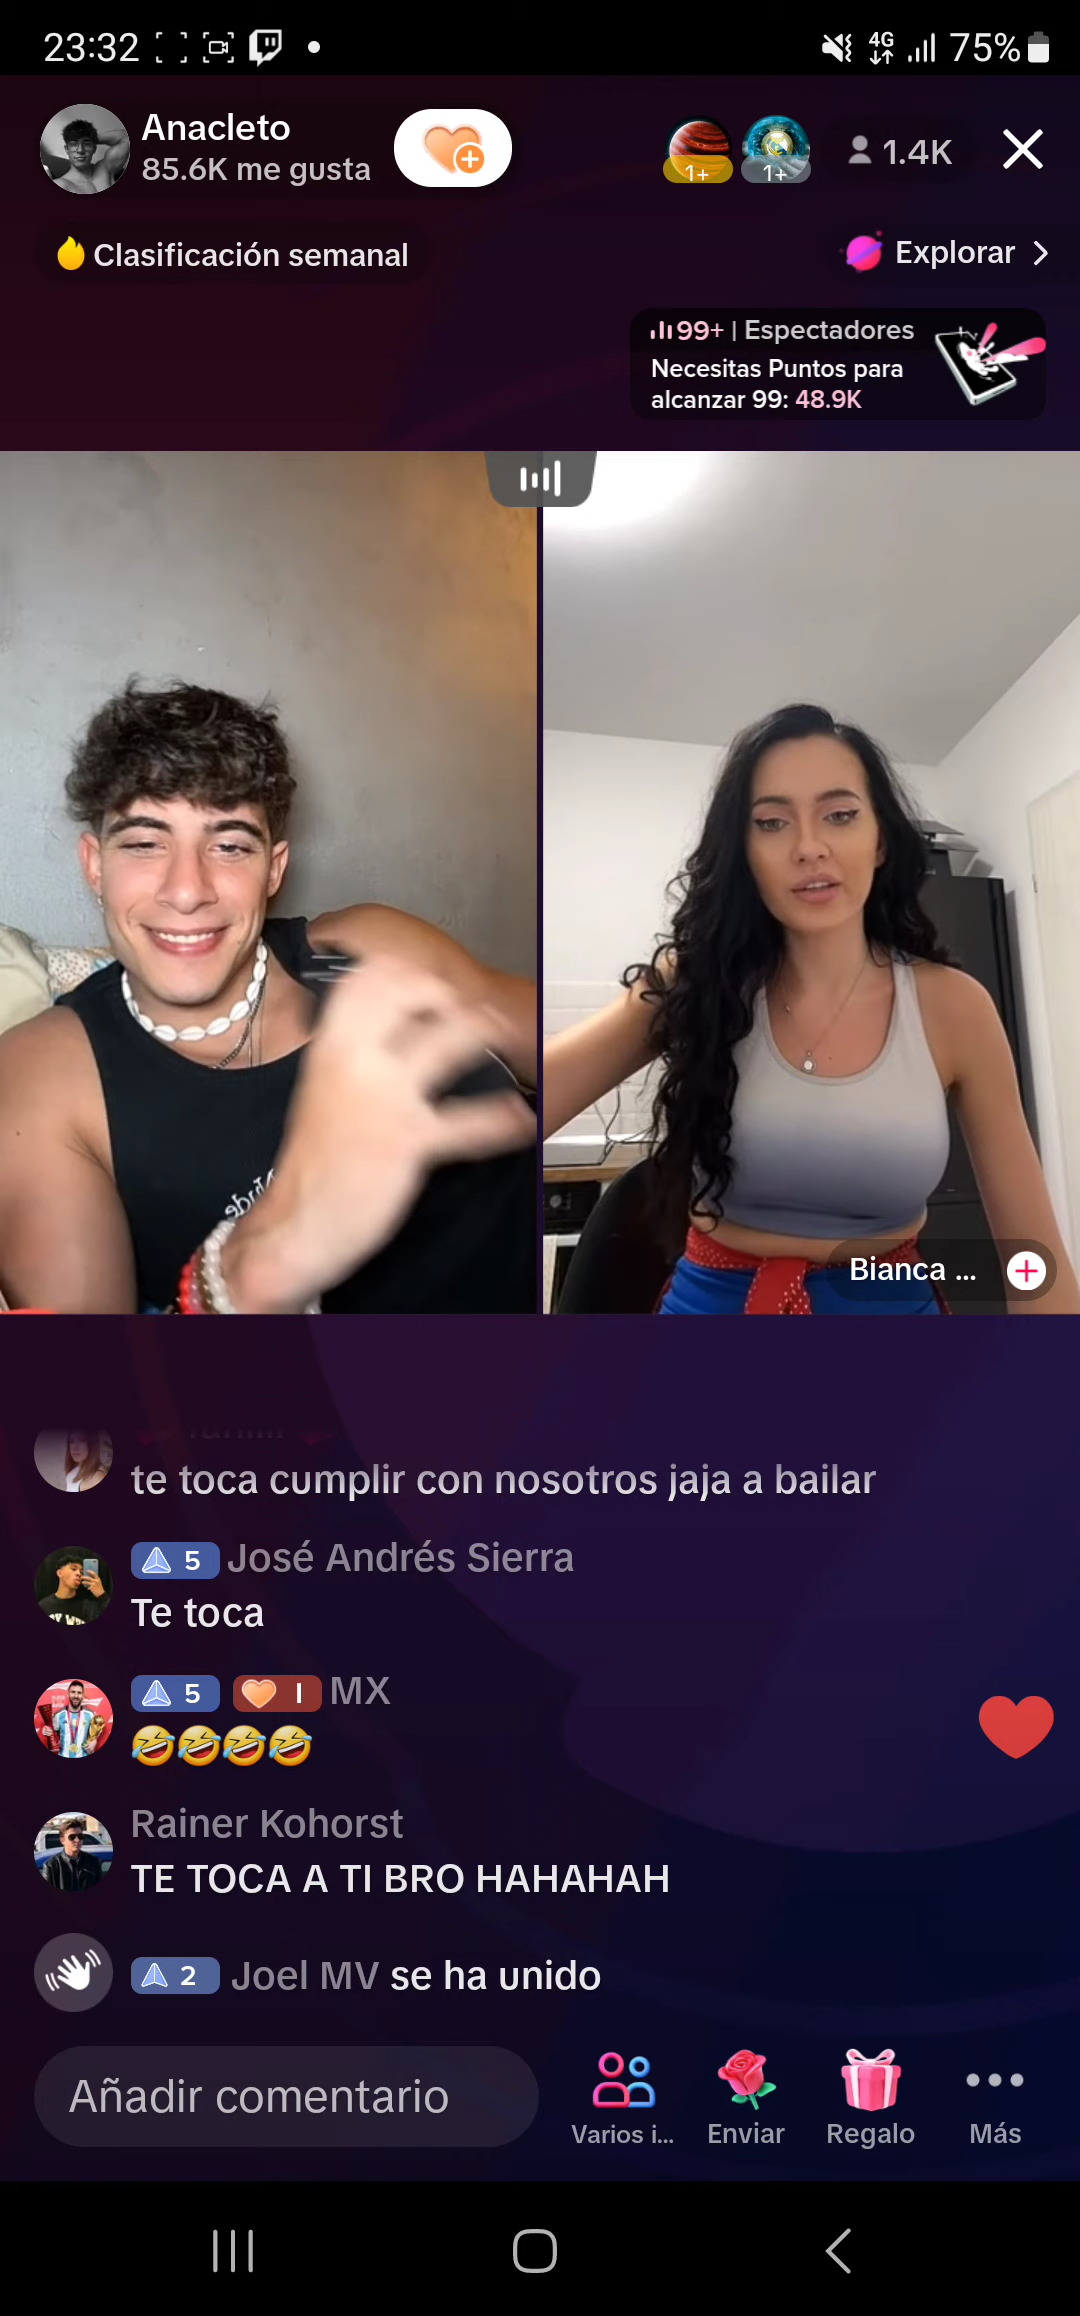 23:32
4G
75%
Anacleto
85.6K me gusta
1+
1+
1.4K
Clasificación semanal
Explorar
99+ | Espectadores
Necesitas Puntos para
alcanzar 99: 48.9K
Bianca ...
te toca cumplir con nosotros jaja a bailar
5 José Andrés Sierra
Te toca
5 I MX
Rainer Kohorst
TE TOCA A TI BRO HAHAHAH
2 Joel MV se ha unido
Añadir comentario
Varios i...
Enviar
Regalo
Más